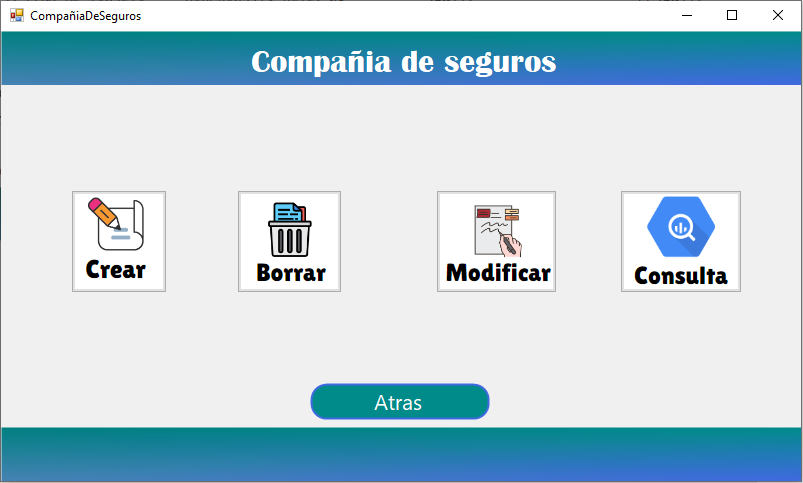 CompañiaDeSeguros
Compañia de seguros
Crear
Borrar
Modificar
Consulta
Atras